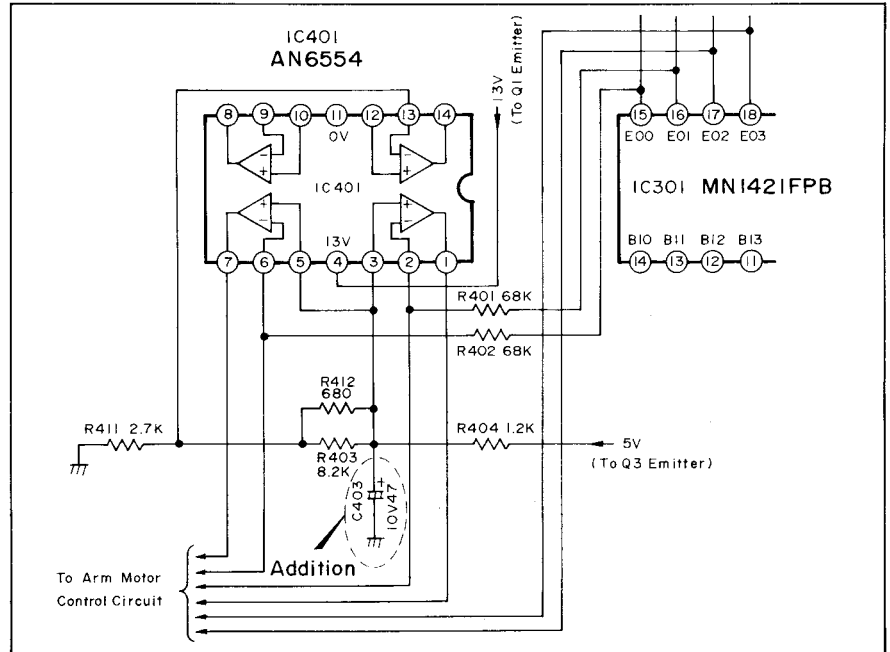 IC401
AN6554
13V
(To Q1 Emitter)
8 9 10 11 12 13 14
0V
15 16 17 18
E00 E01 E02 E03
IC401
IC301 MN1421FPB
13V
7 6 5 4 3 2 1
B10 B11 B12 B13
14 13 12 11
R401 68K
R402 68K
R412
680
R411 2.7K
R403
8.2K
R404 1.2K
5V
(To Q3 Emitter)
C403
10V47
Addition
To Arm Motor
Control Circuit